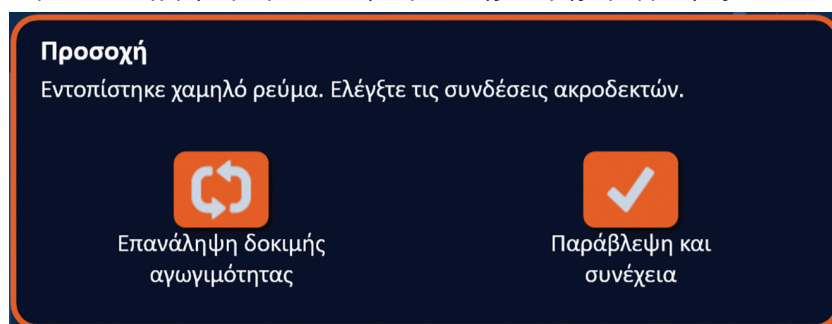 Προσοχή
Εντοπίστηκε χαμηλό ρεύμα. Ελέγξτε τις συνδέσεις ακροδεκτών.
Επανάληψη δοκιμής
αγωγιμότητας
Παράβλεψη και
συνέχεια